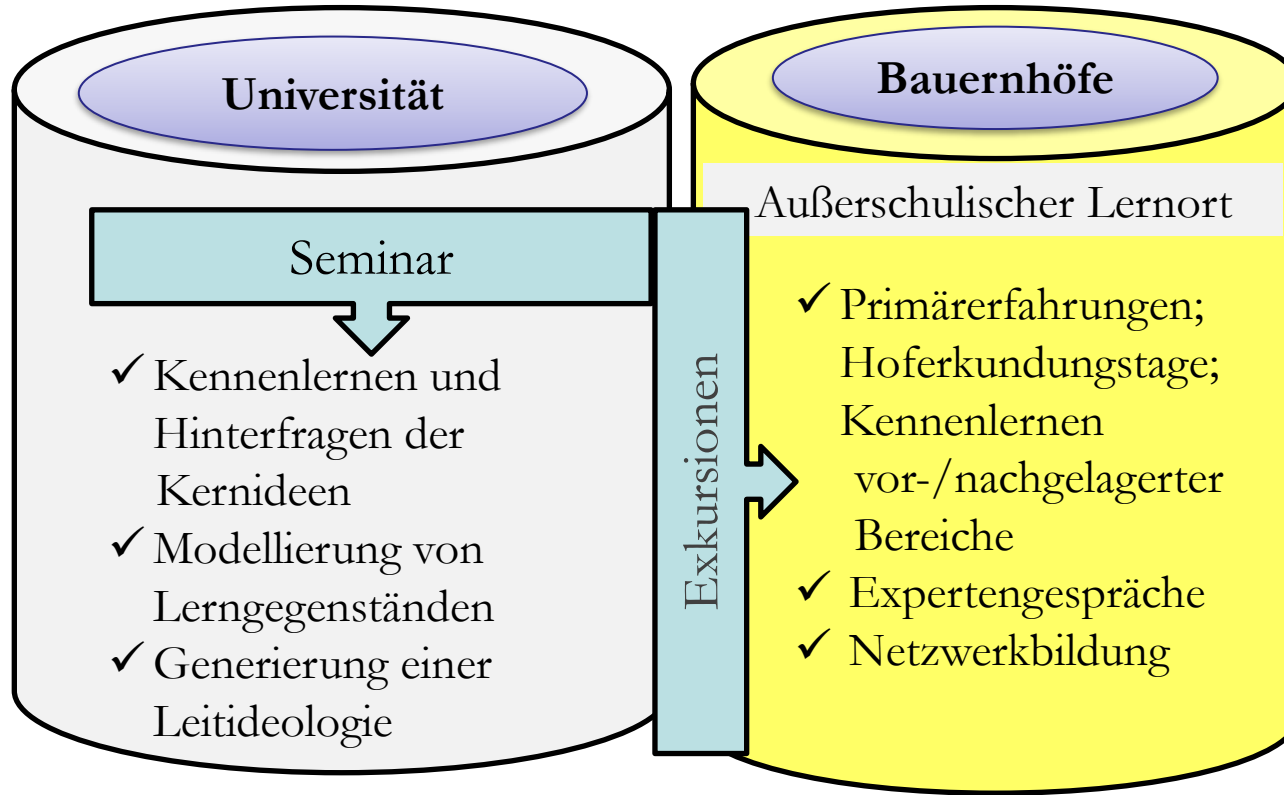 Universität
Seminar
✓ Kennenlernen und
Hinterfragen der
Kernideen
✓ Modellierung von
Lerngegenständen
✓ Generierung einer
Leitideologie
Exkursionen
Bauernhöfe
Außerschulischer Lernort
✓ Primärerfahrungen;
Hoferkundungstage;
Kennenlernen
vor-/nachgelagerter
Bereiche
✓ Expertengespräche
✓ Netzwerkbildung